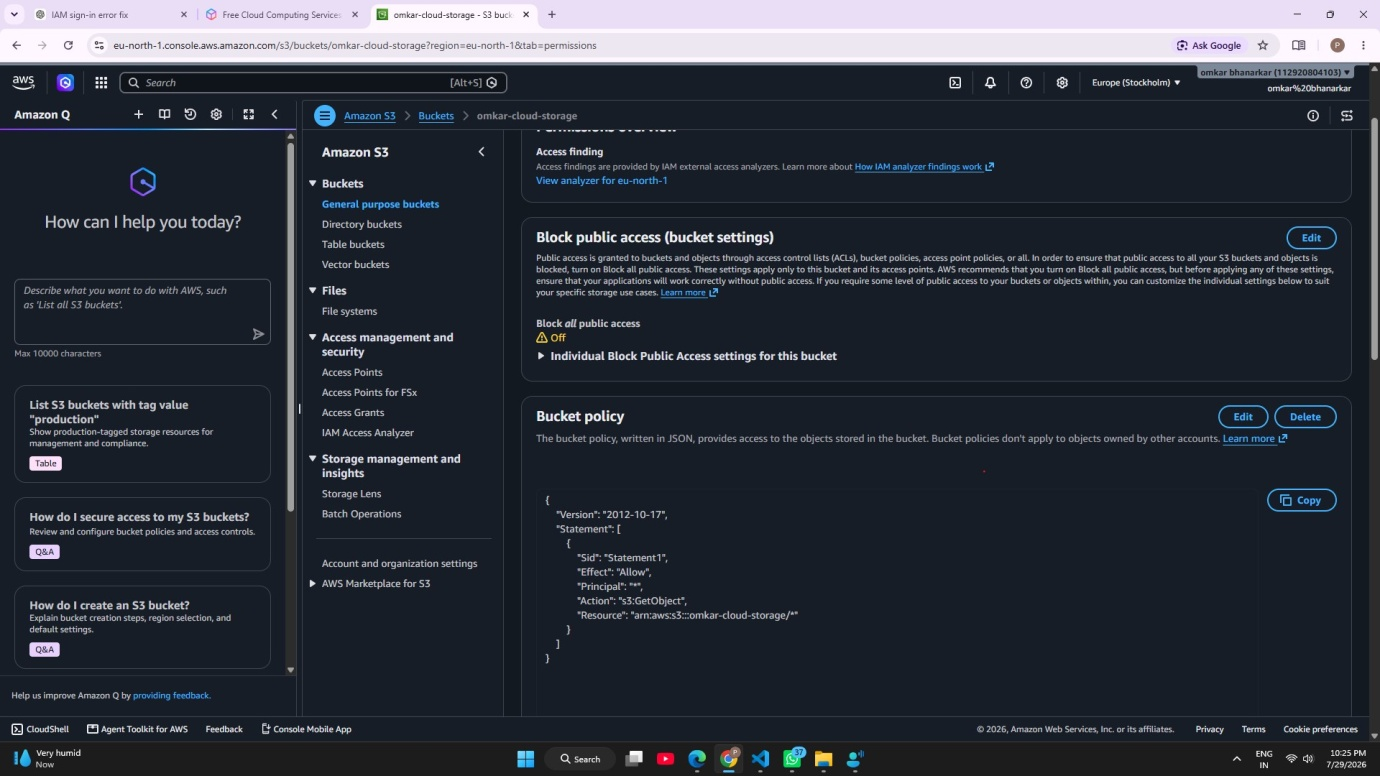 IAM sign-in error fix
Free Cloud Computing Services
omkar-cloud-storage - S3 buck
eu-north-1.console.aws.amazon.com/s3/buckets/omkar-cloud-storage?region=eu-north-1&tab=permissions
Ask Google
P
aws
Search
[Alt+S]
Europe (Stockholm)
omkar bhanarkar (112920804103)
omkar%20bhanarkar
Amazon Q
Amazon S3 > Buckets > omkar-cloud-storage
How can I help you today?
Describe what you want to do with AWS, such
as 'List all S3 buckets'.
Max 10000 characters
List S3 buckets with tag value
"production"
Show production-tagged storage resources for
management and compliance.
Table
How do I secure access to my S3 buckets?
Review and configure bucket policies and access controls.
Q&A
How do I create an S3 bucket?
Explain bucket creation steps, region selection, and
default settings.
Q&A
Help us improve Amazon Q by providing feedback.
Amazon S3
Buckets
General purpose buckets
Directory buckets
Table buckets
Vector buckets
Files
File systems
Access management and
security
Access Points
Access Points for FSx
Access Grants
IAM Access Analyzer
Storage management and
insights
Storage Lens
Batch Operations
Account and organization settings
AWS Marketplace for S3
Permissions overview
Access finding
Access findings are provided by IAM external access analyzers. Learn more about How IAM analyzer findings work
View analyzer for eu-north-1
Block public access (bucket settings)
Edit
Public access is granted to buckets and objects through access control lists (ACLs), bucket policies, access point policies, or all. In order to ensure that public access to all your S3 buckets and objects is
blocked, turn on Block all public access. These settings apply only to this bucket and its access points. AWS recommends that you turn on Block all public access, but before applying any of these settings,
ensure that your applications will work correctly without public access. If you require some level of public access to your buckets or objects within, you can customize the individual settings below to suit
your specific storage use cases. Learn more
Block all public access
Off
Individual Block Public Access settings for this bucket
Bucket policy
Edit
Delete
The bucket policy, written in JSON, provides access to the objects stored in the bucket. Bucket policies don't apply to objects owned by other accounts. Learn more
Copy
{
"Version": "2012-10-17",
"Statement": [
{
"Sid": "Statement1",
"Effect": "Allow",
"Principal": "*",
"Action": "s3:GetObject",
"Resource": "arn:aws:s3:::omkar-cloud-storage/*"
}
]
}
CloudShell
Agent Toolkit for AWS
Feedback
Console Mobile App
© 2026, Amazon Web Services, Inc. or its affiliates.
Privacy
Terms
Cookie preferences
Very humid
Now
Search
P
37
ENG
IN
10:25 PM
7/29/2026